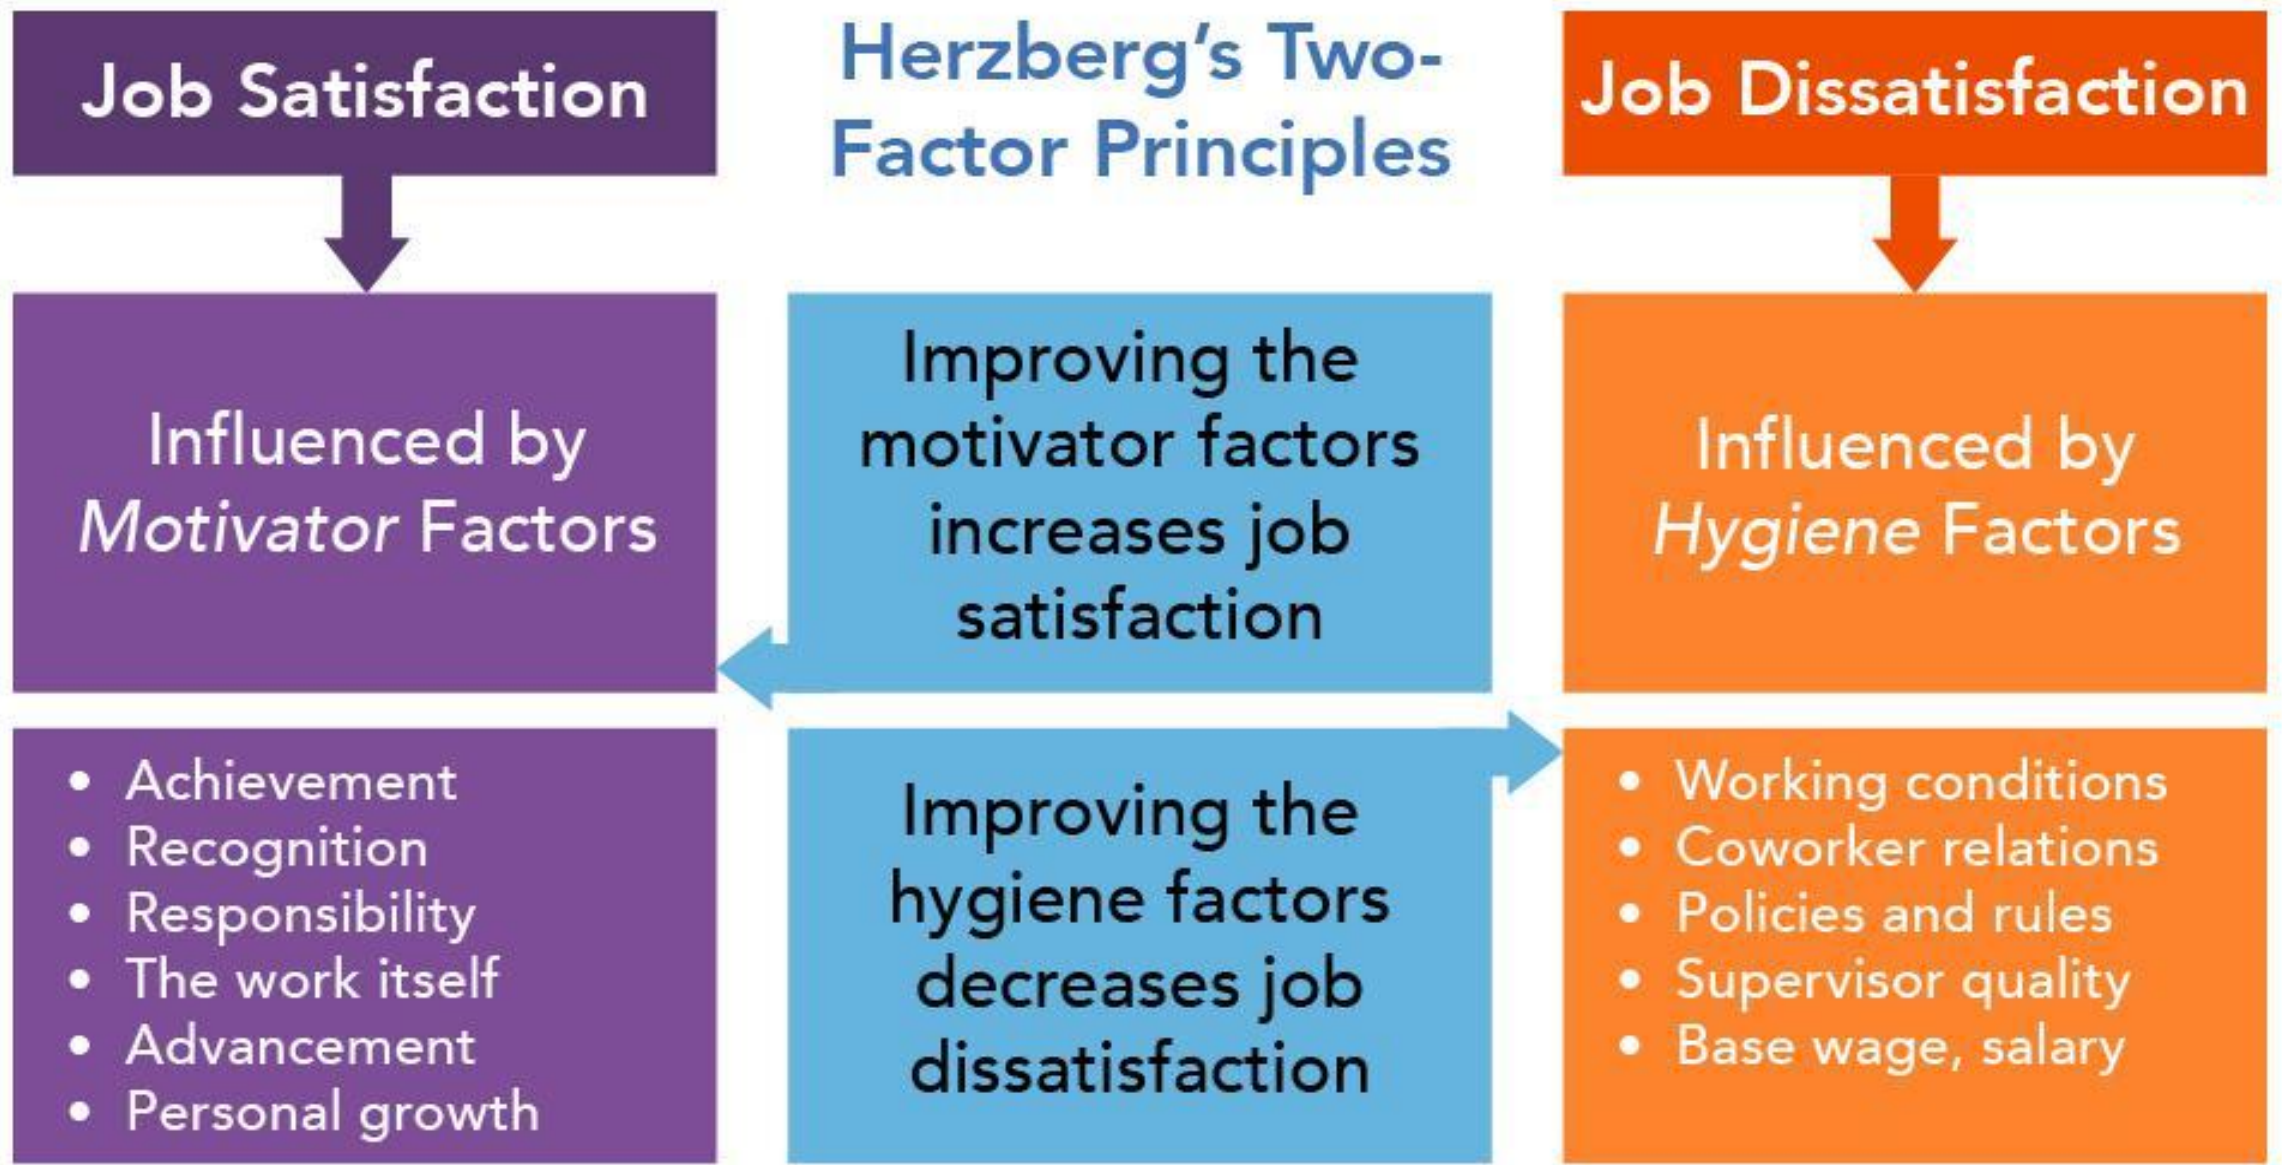 Job Satisfaction
Herzberg's Two-
Factor Principles
Job Dissatisfaction
Influenced by
Motivator Factors
Improving the
motivator factors
increases job
satisfaction
Influenced by
Hygiene Factors
• Achievement
• Recognition
• Responsibility
• The work itself
• Advancement
• Personal growth
Improving the
hygiene factors
decreases job
dissatisfaction
• Working conditions
• Coworker relations
• Policies and rules
• Supervisor quality
• Base wage, salary